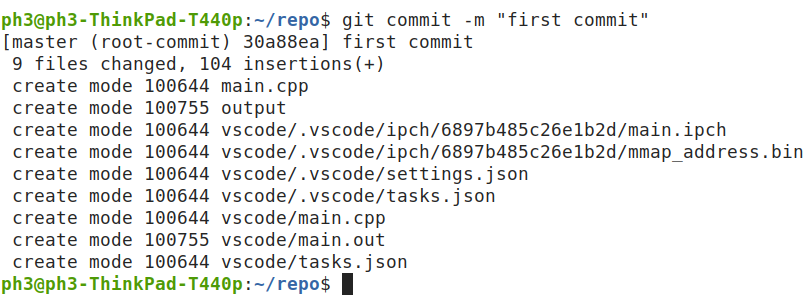 ph3@ph3-ThinkPad-T440p:~/repo$ git commit -m "first commit"
[master (root-commit) 30a88ea] first commit
 9 files changed, 104 insertions(+)
 create mode 100644 main.cpp
 create mode 100755 output
 create mode 100644 vscode/.vscode/ipch/6897b485c26e1b2d/main.ipch
 create mode 100644 vscode/.vscode/ipch/6897b485c26e1b2d/mmap_address.bin
 create mode 100644 vscode/.vscode/settings.json
 create mode 100644 vscode/.vscode/tasks.json
 create mode 100644 vscode/main.cpp
 create mode 100755 vscode/main.out
 create mode 100644 vscode/tasks.json
ph3@ph3-ThinkPad-T440p:~/repo$